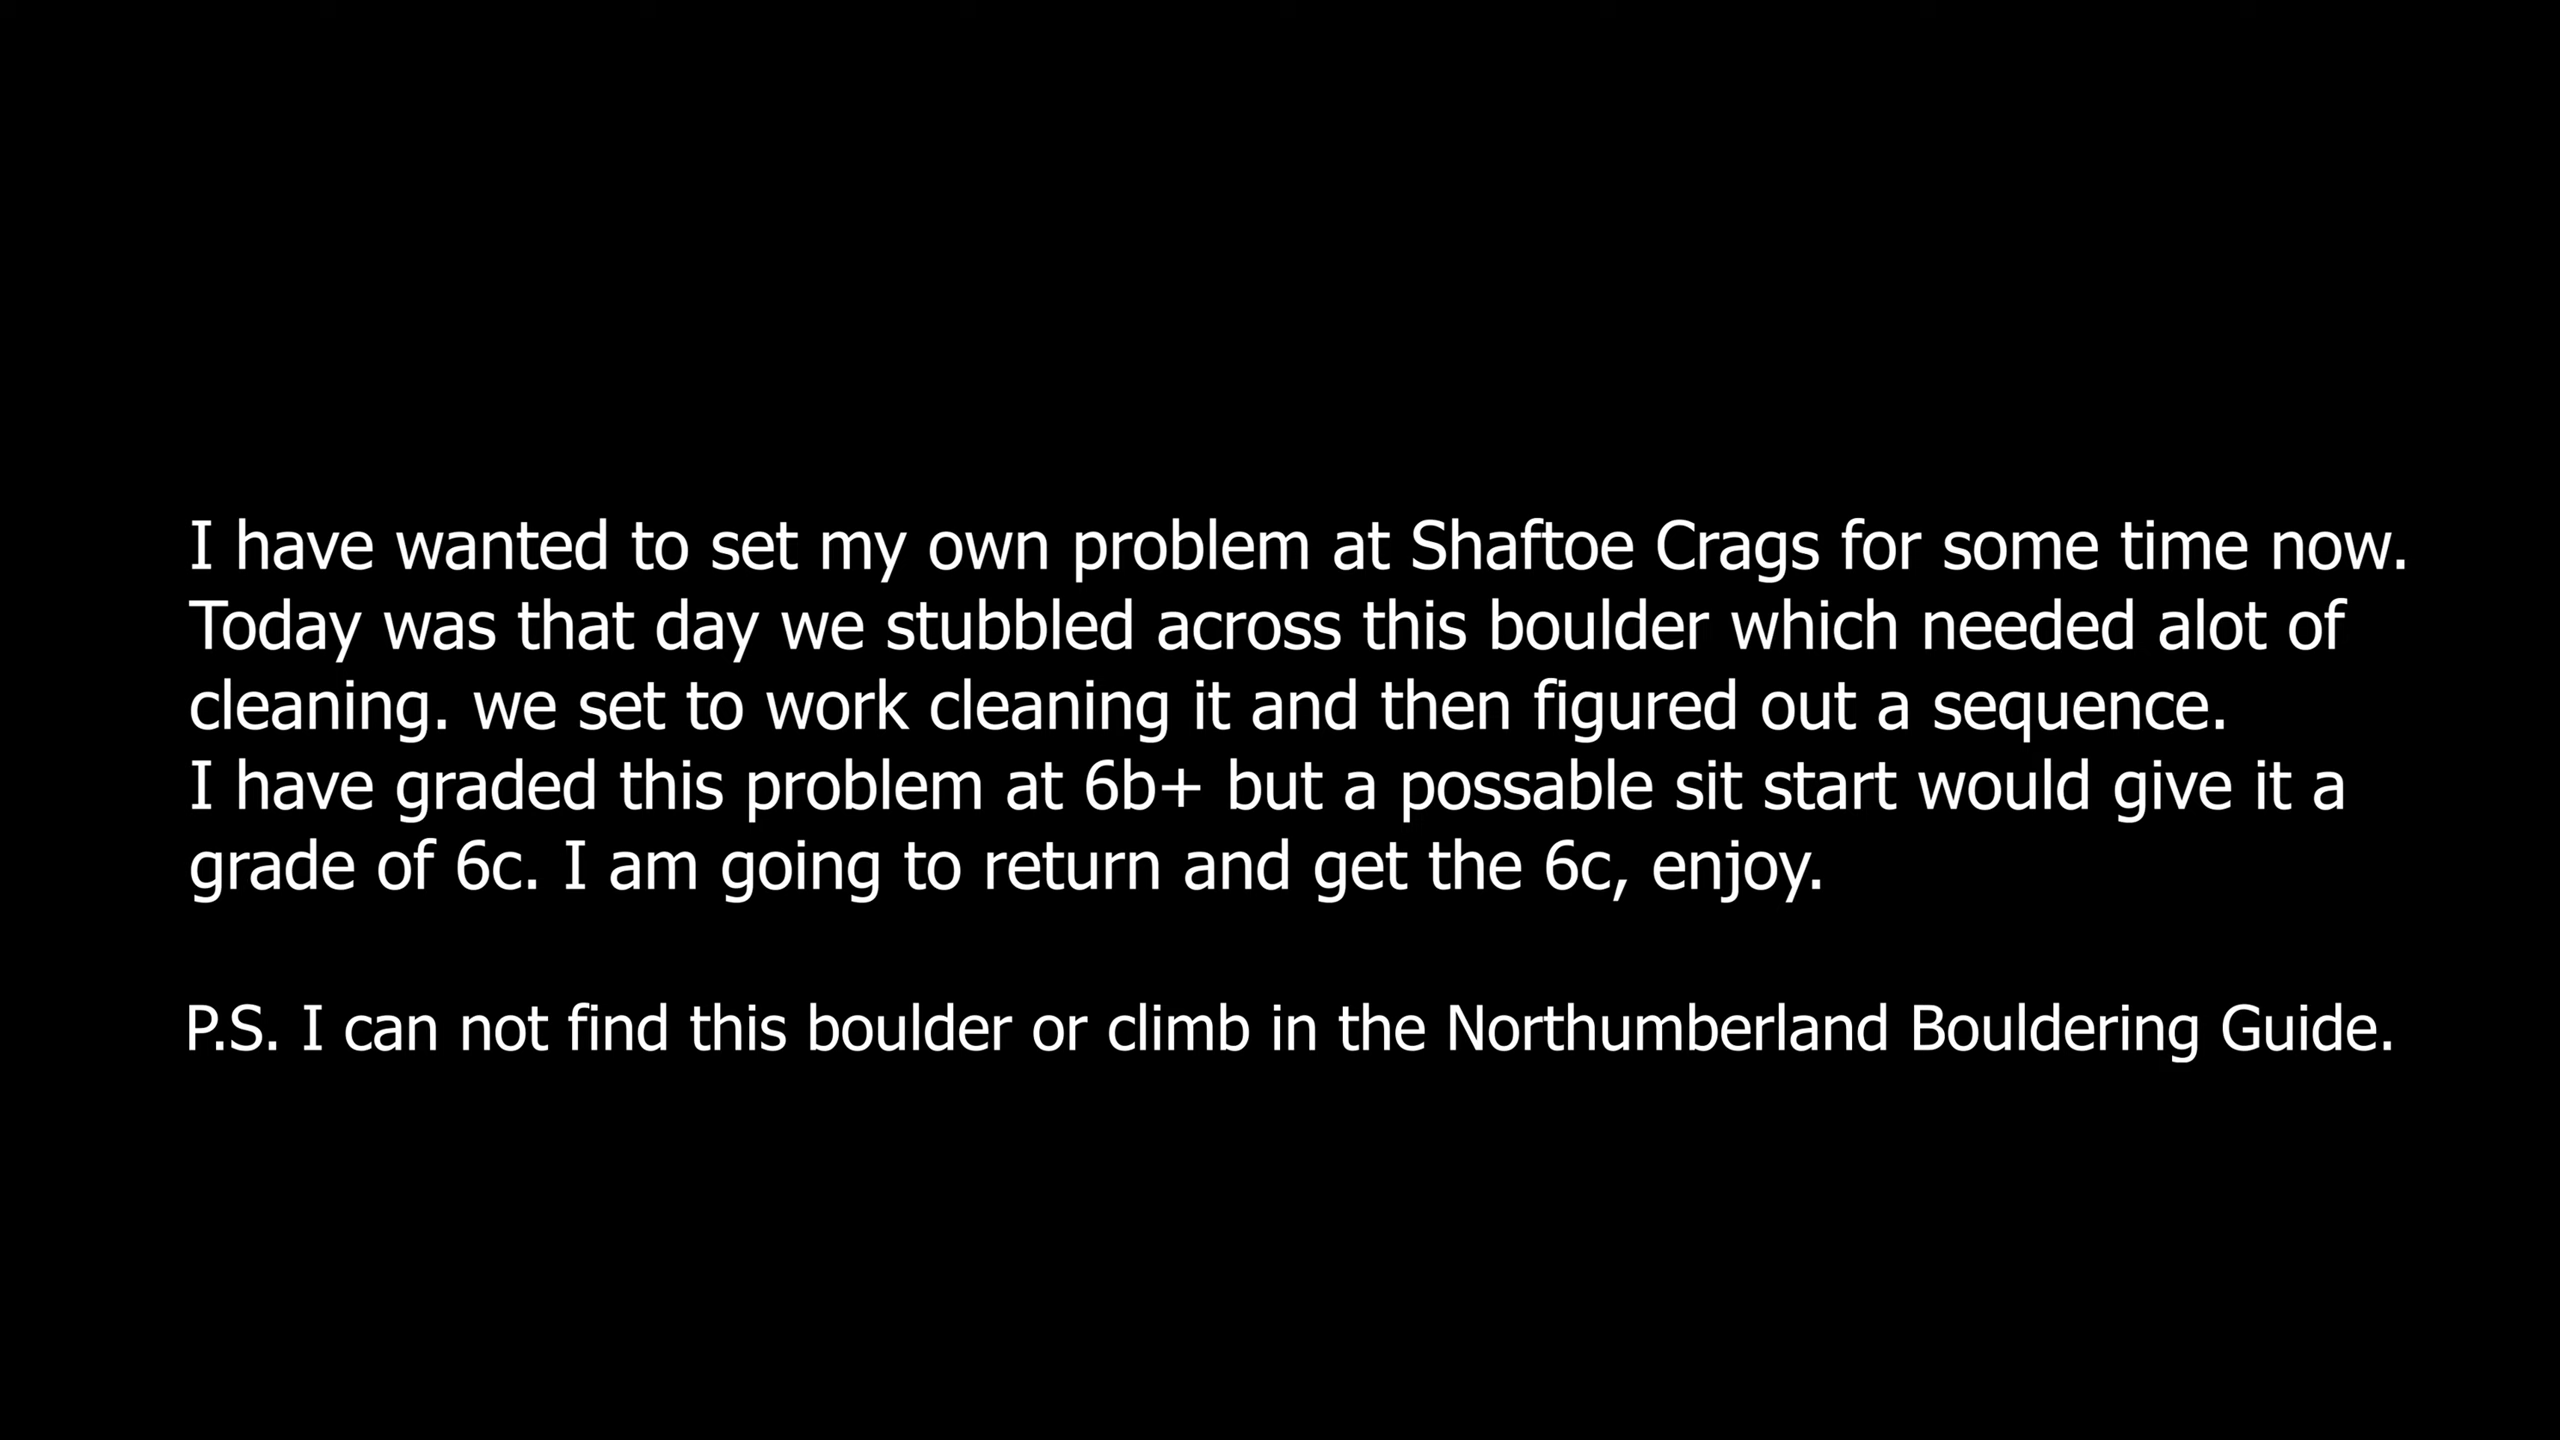 I have wanted to set my own problem at Shaftoe Crags for some time now.
Today was that day we stubbled across this boulder which needed alot of
cleaning. we set to work cleaning it and then figured out a sequence.
I have graded this problem at 6b+ but a possable sit start would give it a
grade of 6c. I am going to return and get the 6c, enjoy.
P.S. I can not find this boulder or climb in the Northumberland Bouldering Guide.